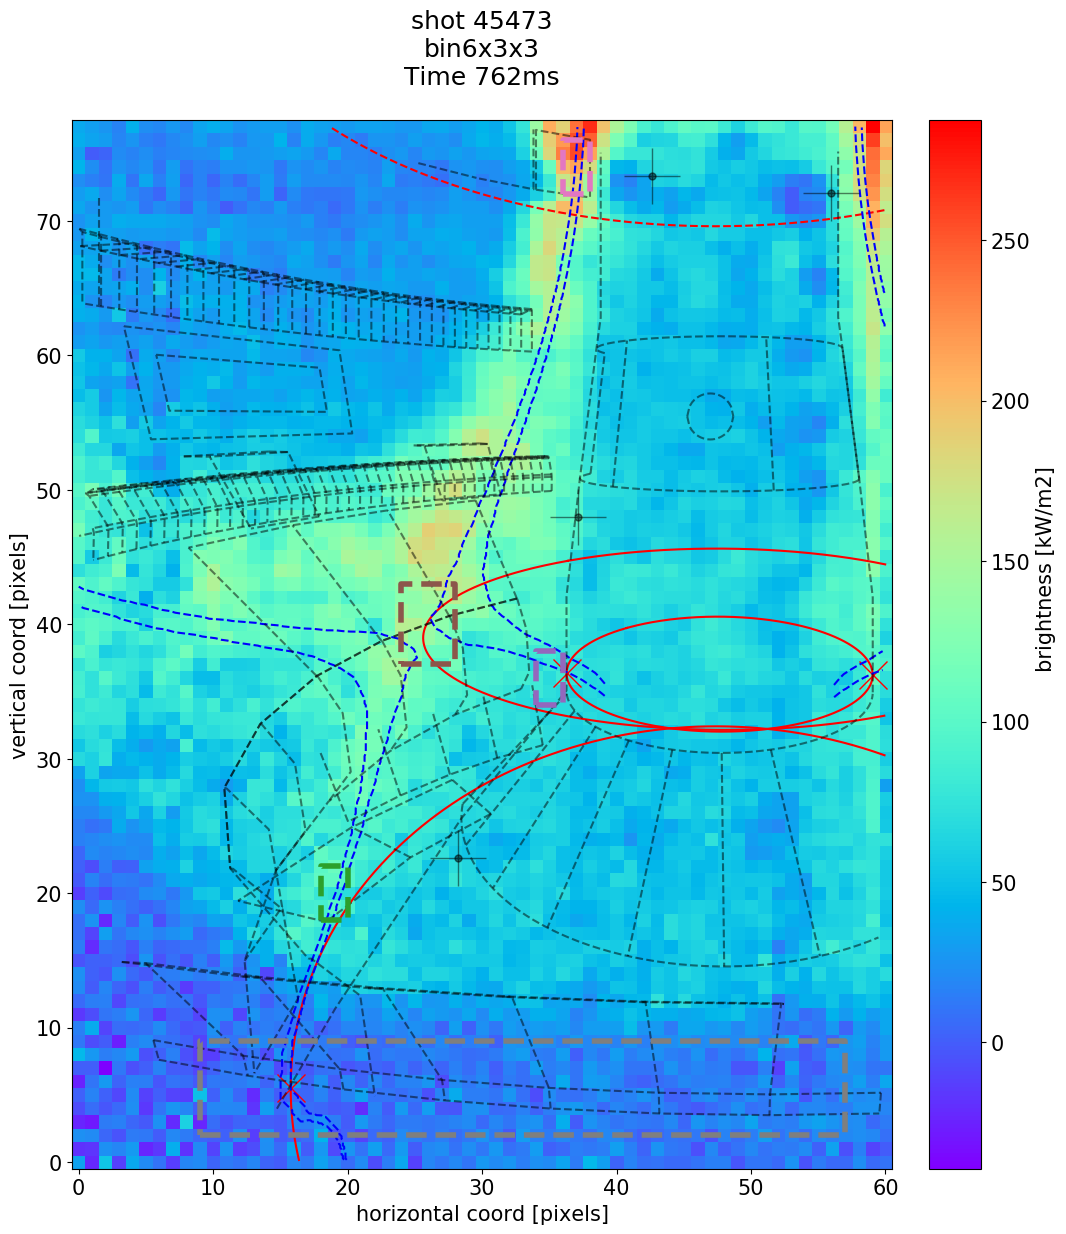 shot 45473
bin6x3x3
Time 762ms
70
60
50
40
30
20
10
0
vertical coord [pixels]
0 10 20 30 40 50 60
horizontal coord [pixels]
250
200
150
100
50
0
brightness [kW/m2]